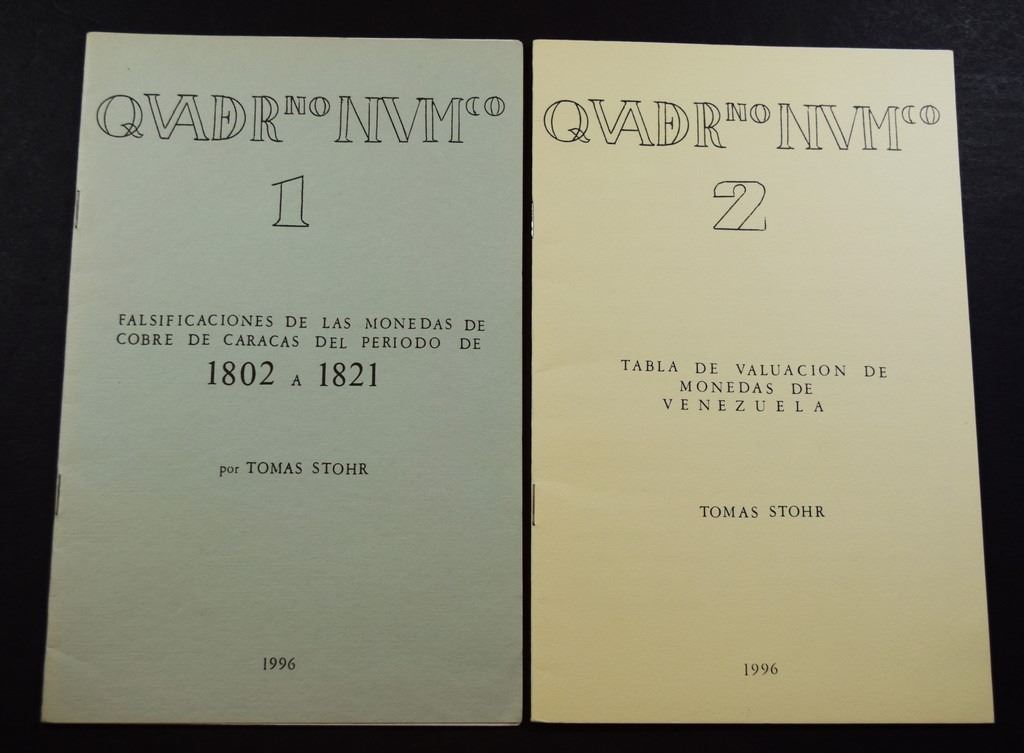 QVADRNO NVMCO
1
FALSIFICACIONES DE LAS MONEDAS DE
COBRE DE CARACAS DEL PERIODO DE
1802 A 1821
por TOMAS STOHR
1996
QVADRNO NVMCO
2
TABLA DE VALUACION DE
MONEDAS DE
VENEZUELA
TOMAS STOHR
1996